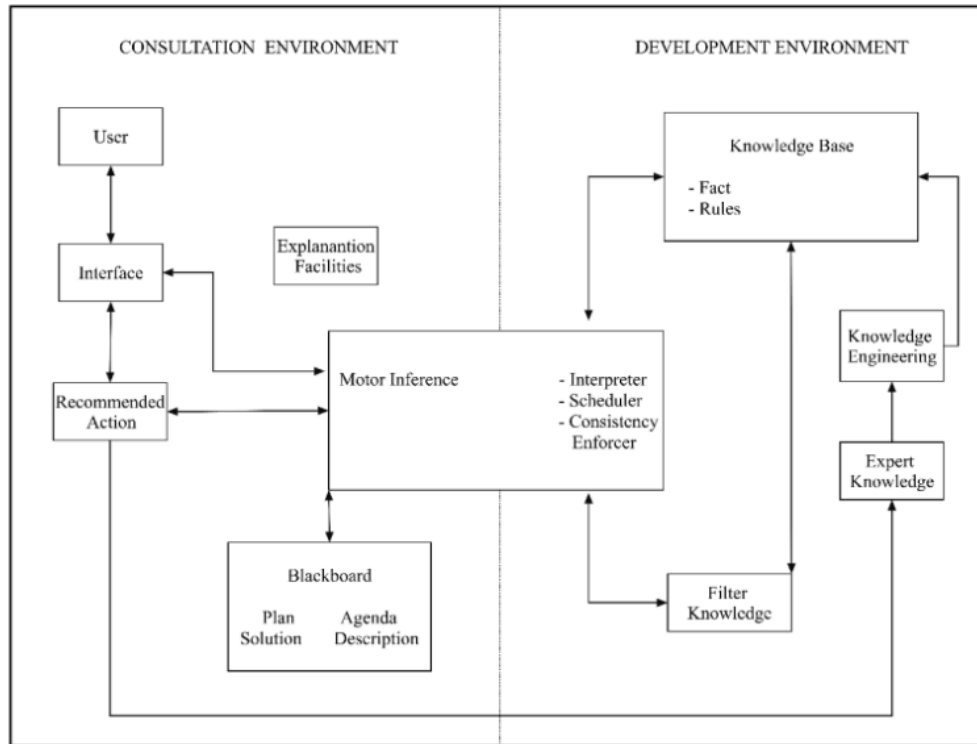 CONSULTATION ENVIRONMENT
DEVELOPMENT ENVIRONMENT
User
Interface
Recommended
Action
Explanantion
Facilities
Motor Inference
- Interpreter
- Scheduler
- Consistency
Enforcer
Blackboard
Plan
Solution
Agenda
Description
Knowledge Base
- Fact
- Rules
Knowledge
Engineering
Expert
Knowledge
Filter
Knowledge